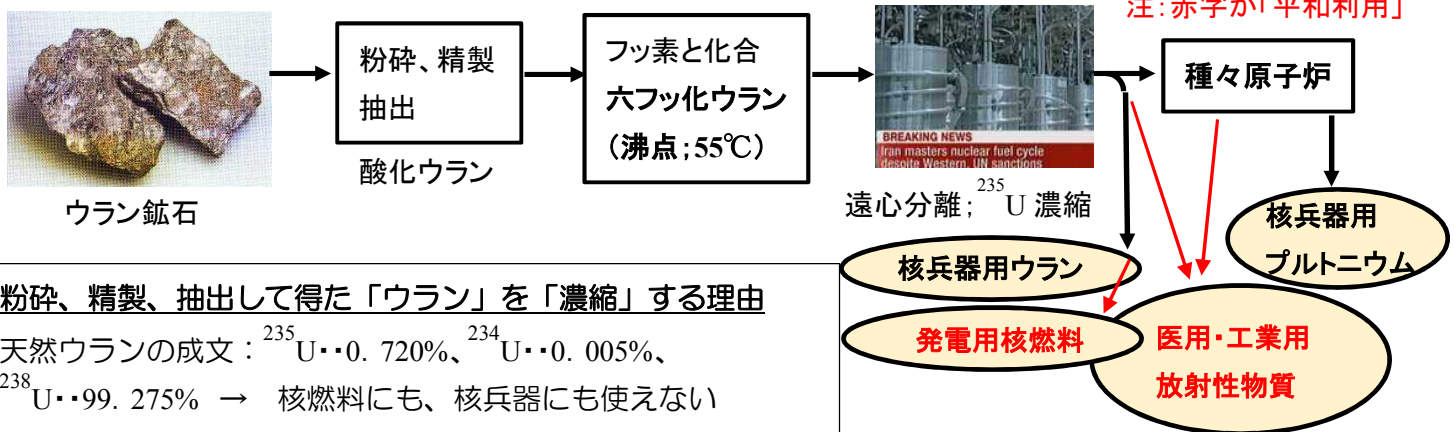 注:赤字が「平和利用」
粉砕、精製
抽出
酸化ウラン
ウラン鉱石
フッ素と化合
六フッ化ウラン
(沸点;55℃)
BREAKING NEWS
Iran masters nuclear fuel cycle
despite Western, UN sanctions
遠心分離;²³⁵U 濃縮
種々原子炉
核兵器用
プルトニウム
核兵器用ウラン
発電用核燃料
医用・工業用
放射性物質
粉砕、精製、抽出して得た「ウラン」を「濃縮」する理由
天然ウランの成文:²³⁵U・・0. 720%、²³⁴U・・0. 005%、
²³⁸U・・99. 275% → 核燃料にも、核兵器にも使えない